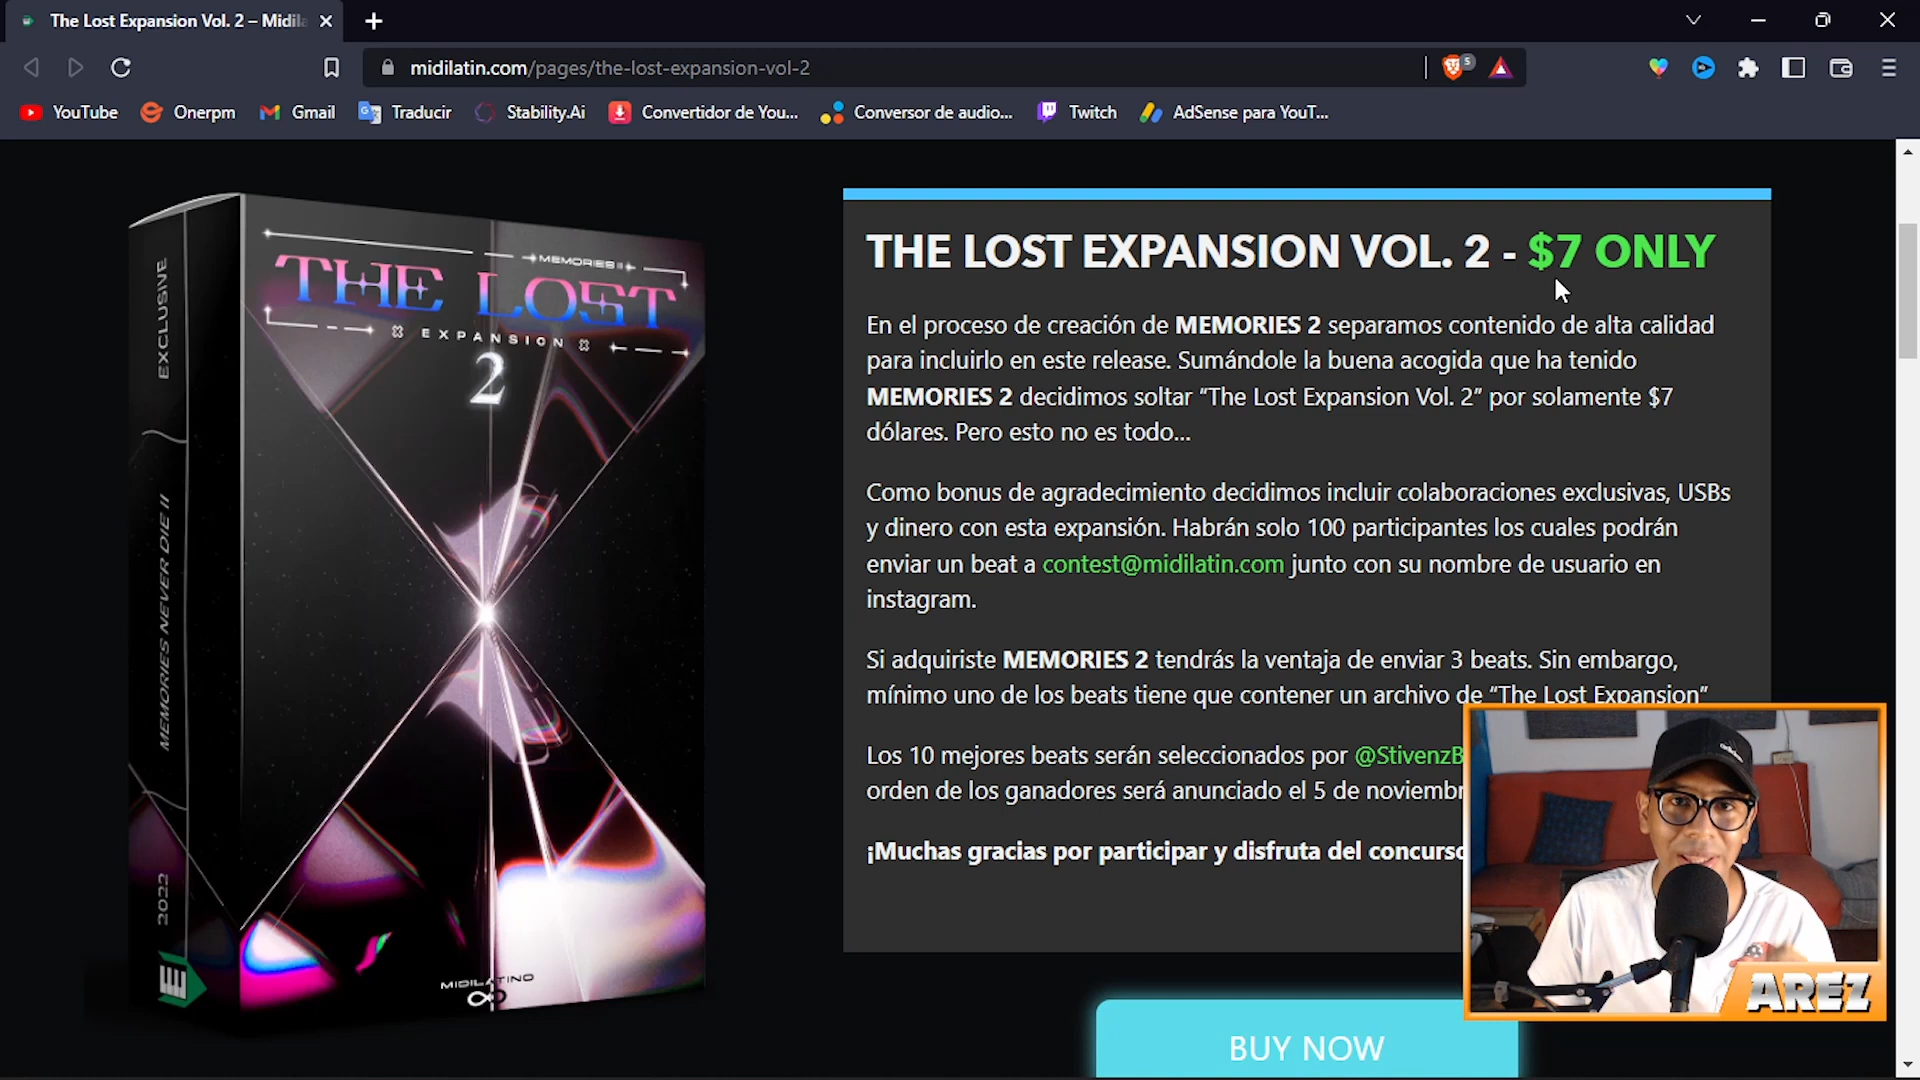 The Lost Expansion Vol. 2 – Midila
midilatin.com/pages/the-lost-expansion-vol-2
5
YouTube
Onerpm
Gmail
Traducir
Stability.Ai
Convertidor de You...
Conversor de audio...
Twitch
AdSense para YouT...
EXCLUSIVE
MEMORIES NEVER DIE II
2022
MEMORIES II
THE LOST
EXPANSION
2
MIDILATINO
THE LOST EXPANSION VOL. 2 - $7 ONLY
En el proceso de creación de MEMORIES 2 separamos contenido de alta calidad
para incluirlo en este release. Sumándole la buena acogida que ha tenido
MEMORIES 2 decidimos soltar “The Lost Expansion Vol. 2” por solamente $7
dólares. Pero esto no es todo...
Como bonus de agradecimiento decidimos incluir colaboraciones exclusivas, USBs
y dinero con esta expansión. Habrán solo 100 participantes los cuales podrán
enviar un beat a contest@midilatin.com junto con su nombre de usuario en
instagram.
Si adquiriste MEMORIES 2 tendrás la ventaja de enviar 3 beats. Sin embargo,
mínimo uno de los beats tiene que contener un archivo de “The Lost Expansion”
Los 10 mejores beats serán seleccionados por @StivenzB
orden de los ganadores será anunciado el 5 de noviembr
¡Muchas gracias por participar y disfruta del concurso
BUY NOW
AREZ